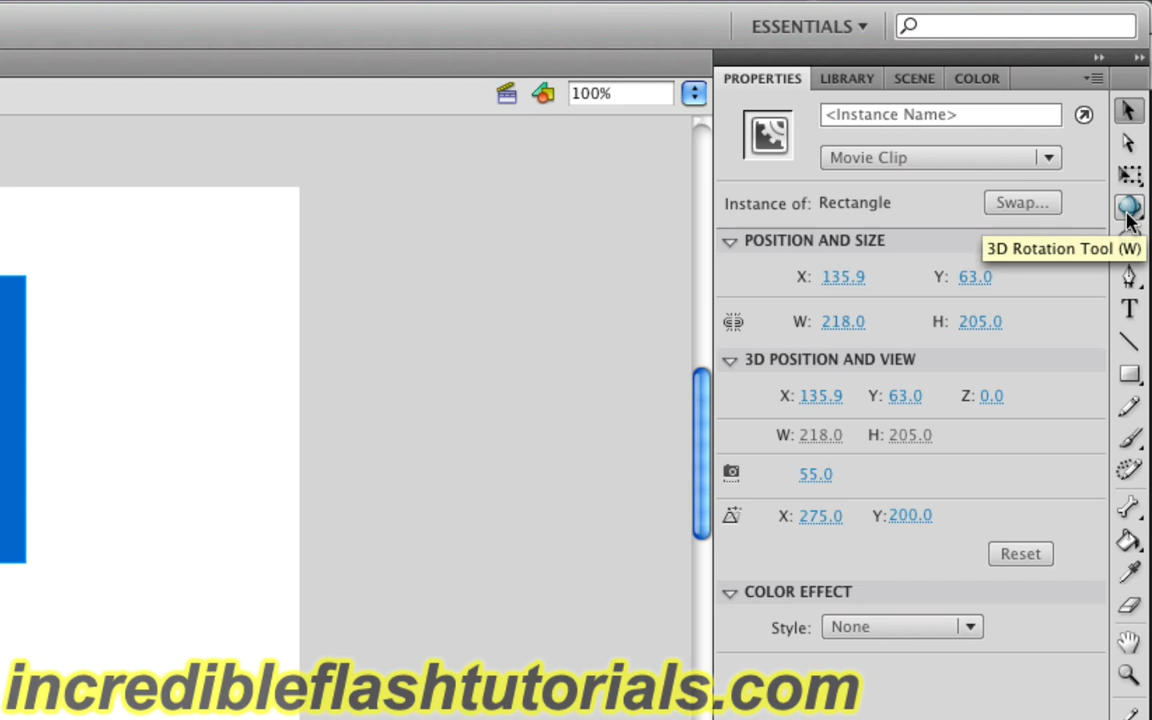 ESSENTIALS
100%
PROPERTIES LIBRARY SCENE COLOR
<Instance Name>
Movie Clip
Instance of: Rectangle Swap...
POSITION AND SIZE
3D Rotation Tool (W)
X: 135.9 Y: 63.0
W: 218.0 H: 205.0
3D POSITION AND VIEW
X: 135.9 Y: 63.0 Z: 0.0
W: 218.0 H: 205.0
55.0
X: 275.0 Y: 200.0
Reset
COLOR EFFECT
Style: None
incredibleflashtutorials.com